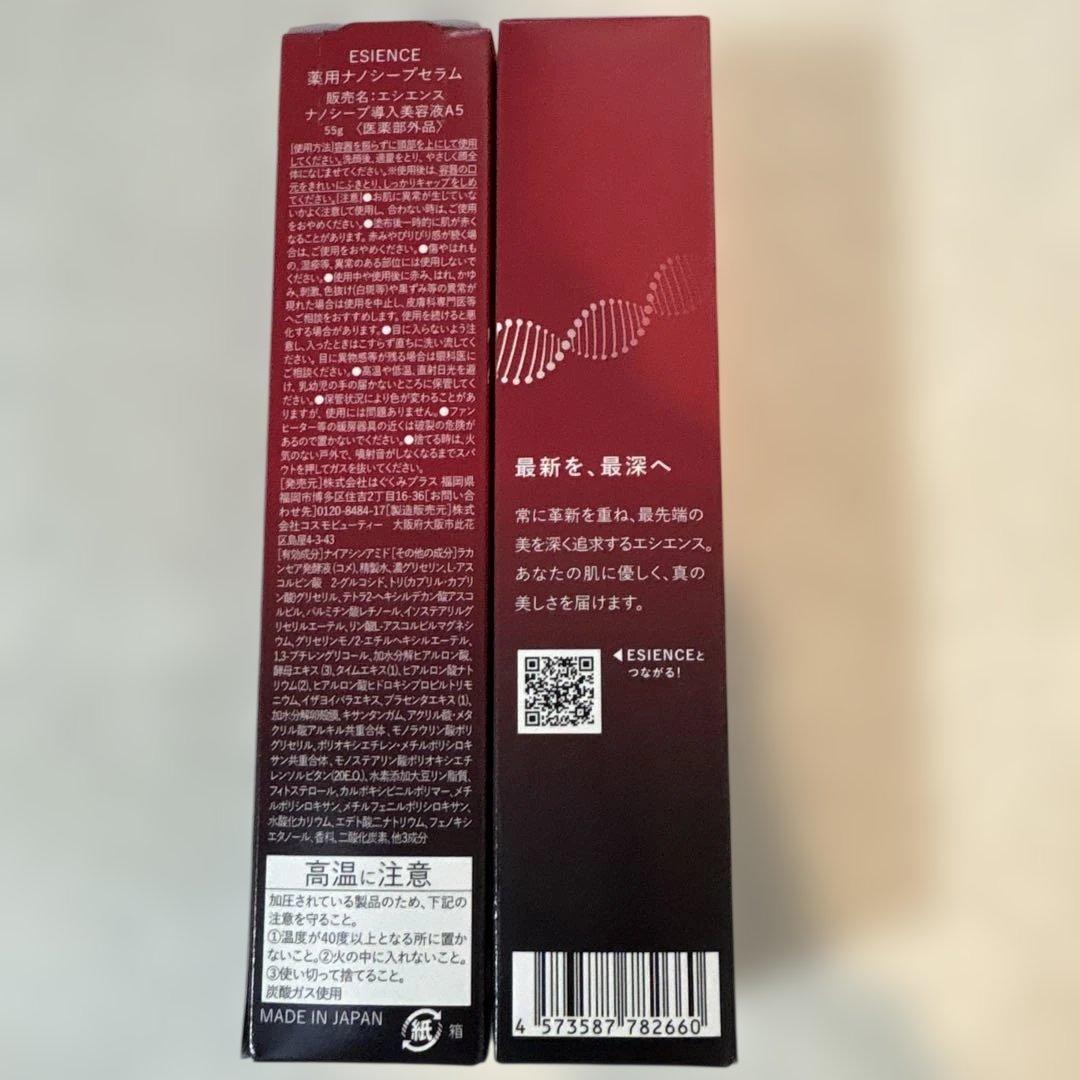 ESIENCE
薬用ナノシーブセラム
販売名:エシエンス
ナノシーブ導入美容液A5
55g 〈医薬部外品〉
[使用方法]容器を振らずに頭部を上にして使用
してください。洗顔後、適量をとり、やさしく顔全
体になじませてください。※使用後は、容器の口
元をきれいにふきとり、しっかりキャップをしめ
てください。[注意]●お肌に異常が生じていな
いかよく注意して使用し、合わない時は、ご使用
をおやめください。●塗布後一時的に肌が赤く
なることがあります。赤みやぴりぴり感が続く場
合は、ご使用をおやめください。●傷やはれも
の、湿疹等、異常のある部位には使用しないで
ください。●使用中や使用後に赤み、はれ、かゆ
み、刺激、色抜け(白斑等)や黒ずみ等の異常が
現れた場合は使用を中止し、皮膚科専門医等
へご相談をおすすめします。使用を続けると悪
化する場合があります。●目に入らないよう注
意し、入ったときはこすらず直ちに洗い流してく
ださい。目に異物感等が残る場合は眼科医に
ご相談ください。●高温や低温、直射日光を避
け、乳幼児の手の届かないところに保管してく
ださい。●保管状況により色が変わることがあ
りますが、使用には問題ありません。●ファン
ヒーター等の暖房器具の近くは破裂の危険が
あるので置かないでください。●捨てる時は、火
気のない戸外で、噴射音がしなくなるまでスパ
ウトを押してガスを抜いてください。
[発売元]株式会社はぐくみプラス 福岡県
福岡市博多区住吉2丁目16-36[お問い合
わせ先]0120-8484-17[製造販売元]株式
会社コスモビューティー 大阪府大阪市此花
区島屋4-3-43
[有効成分]ナイアシンアミド[その他の成分]ラカ
ンセア発酵液(コメ)、精製水、濃グリセリン、L-アス
コルビン酸 2-グルコシド、トリ(カプリル・カプリ
ン酸)グリセリル、テトラ2-ヘキシルデカン酸アスコ
ルビル、パルミチン酸レチノール、イソステアリルグ
リセリルエーテル、リン酸L-アスコルビルマグネシ
ウム、グリセリンモノ2-エチルヘキシルエーテル、
1,3-ブチレングリコール、加水分解ヒアルロン酸、
酵母エキス(3)、タイムエキス(1)、ヒアルロン酸ナト
リウム(2)、ヒアルロン酸ヒドロキシプロピルトリモ
ニウム、イザヨイバラエキス、プラセンタエキス(1)、
加水分解卵殻膜、キサンタンガム、アクリル酸・メタ
クリル酸アルキル共重合体、モノラウリン酸ポリ
グリセリル、ポリオキシエチレン・メチルポリシロキ
サン共重合体、モノステアリン酸ポリオキシエチ
レンソルビタン(20E.O.)、水素添加大豆リン脂質、
フィトステロール、カルボキシビニルポリマー、メチ
ルポリシロキサン、メチルフェニルポリシロキサン、
水酸化カリウム、エデト酸二ナトリウム、フェノキシ
エタノール、香料、二酸化炭素、他3成分
高温に注意
加圧されている製品のため、下記の
注意を守ること。
①温度が40度以上となる所に置か
ないこと。②火の中に入れないこと。
③使い切って捨てること。
炭酸ガス使用
MADE IN JAPAN
紙 箱
最新を、最深へ
常に革新を重ね、最先端の
美を深く追求するエシエンス。
あなたの肌に優しく、真の
美しさを届けます。
◀ESIENCEと
つながる!
4 573587 782660